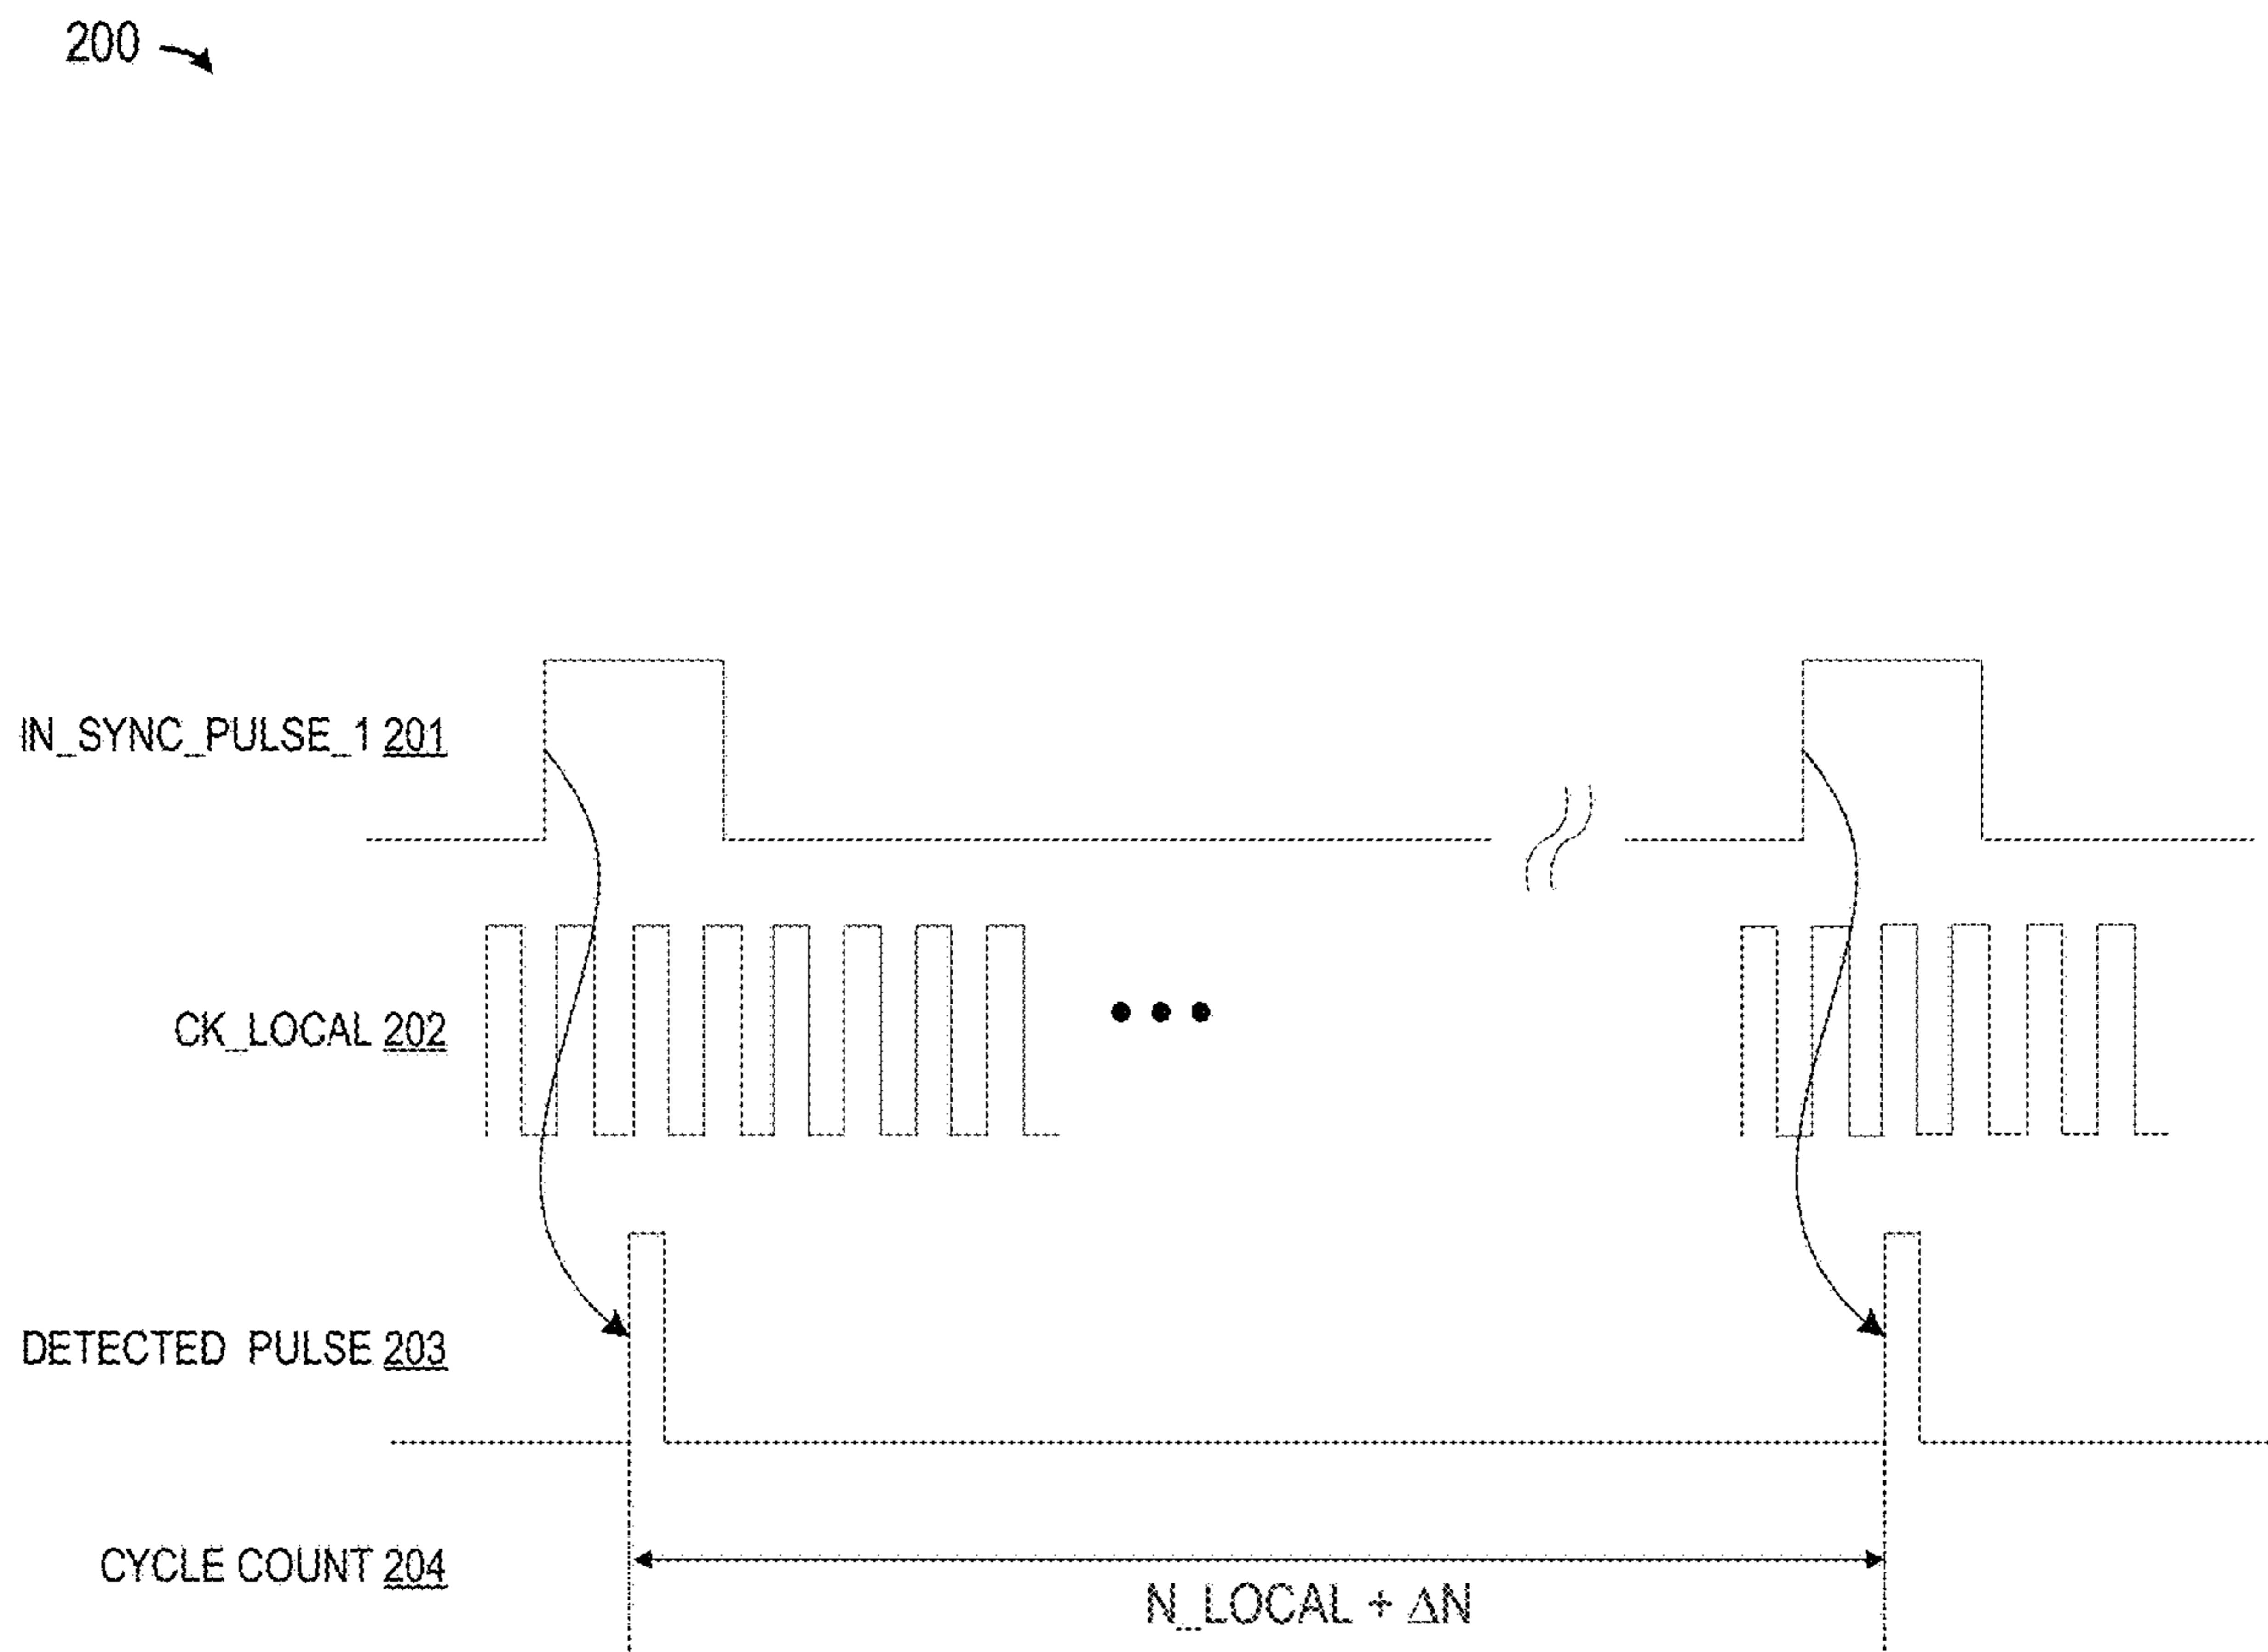 200
IN_SYNC_PULSE_1 201
CK_LOCAL 202
DETECTED PULSE 203
CYCLE COUNT 204
N_LOCAL + ΔN